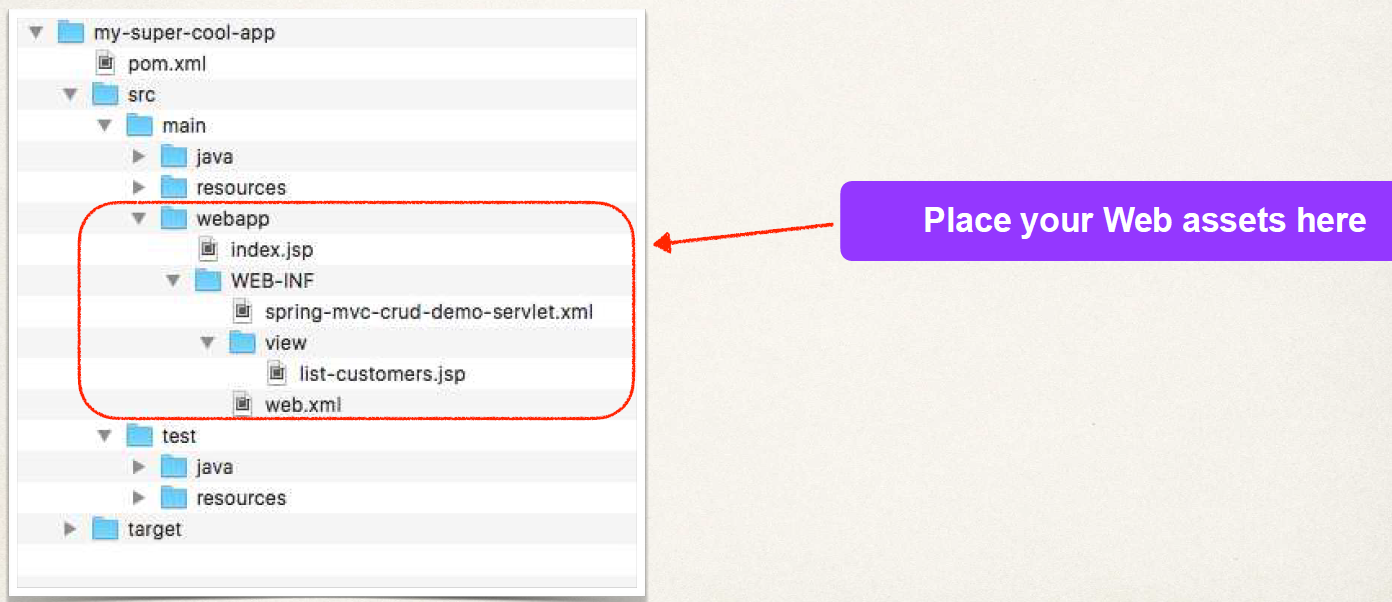 my-super-cool-app
pom.xml
src
main
java
resources
webapp
index.jsp
WEB-INF
spring-mvc-crud-demo-servlet.xml
view
list-customers.jsp
web.xml
test
java
resources
target
Place your Web assets here